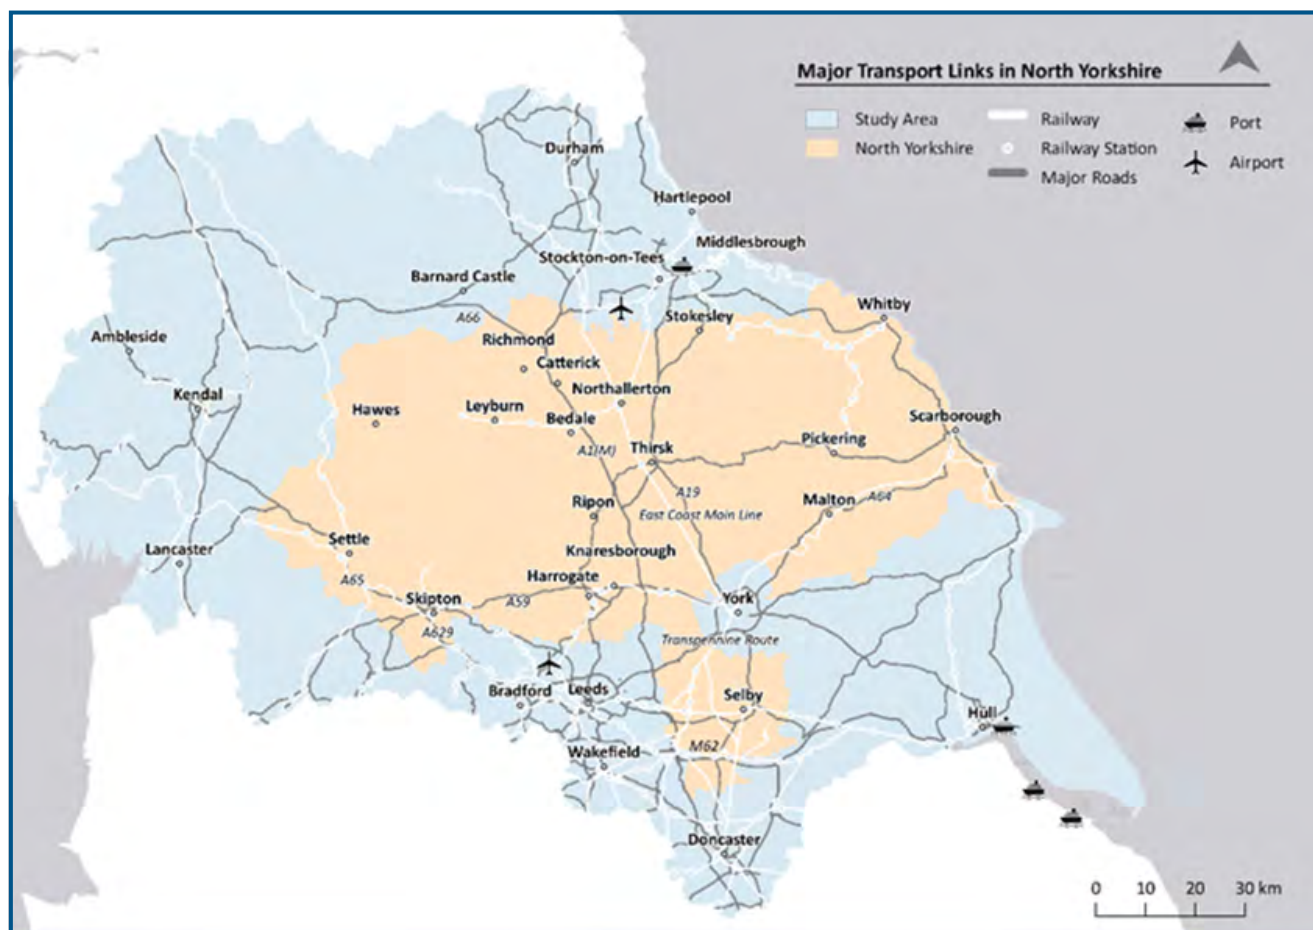 Major Transport Links in North Yorkshire
Study Area
North Yorkshire
Railway
Railway Station
Major Roads
Port
Airport
Durham
Hartlepool
Middlesbrough
Stockton-on-Tees
Barnard Castle
Whitby
A66
Stokesley
Ambleside
Richmond
Catterick
Kendal
Northallerton
Hawes
Leyburn
Bedale
Scarborough
A1(M)
Thirsk
Pickering
A19
A64
Ripon
East Coast Main Line
Malton
Settle
Lancaster
Knaresborough
Harrogate
A65
Skipton
A59
York
A629
Transpennine Route
Bradford
Leeds
Selby
Hull
Wakefield
M62
Doncaster
0 10 20 30 km